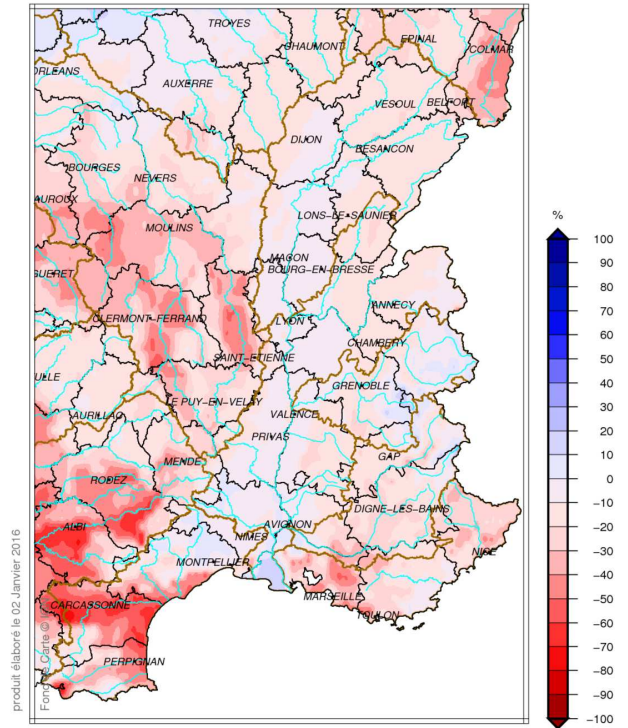 TROYES
CHAUMONT
EPINAL
COLMAR
ORLEANS
AUXERRE
VESOUL
BELFORT
DIJON
BESANCON
BOURGES
NEVERS
AUROUX
LONS-LE-SAUNIER
MOULINS
MACON
BOURG-EN-BRESSE
GUERET
ANNECY
CLERMONT-FERRAND
LYON
CHAMBERY
SAINT-ETIENNE
ULLE
GRENOBLE
LE PUY-EN-VELAY
AURILLAC
VALENCE
PRIVAS
GAP
MENDE
RODEZ
DIGNE-LES-BAINS
ALBI
AVIGNON
NIMES
NICE
MONTPELLIER
MARSEILLE
CARCASSONNE
TOULON
PERPIGNAN
%
100
90
80
70
60
50
40
30
20
10
0
-10
-20
-30
-40
-50
-60
-70
-80
-90
-100
produit élaboré le 02 Janvier 2016
Fond de Carte ©